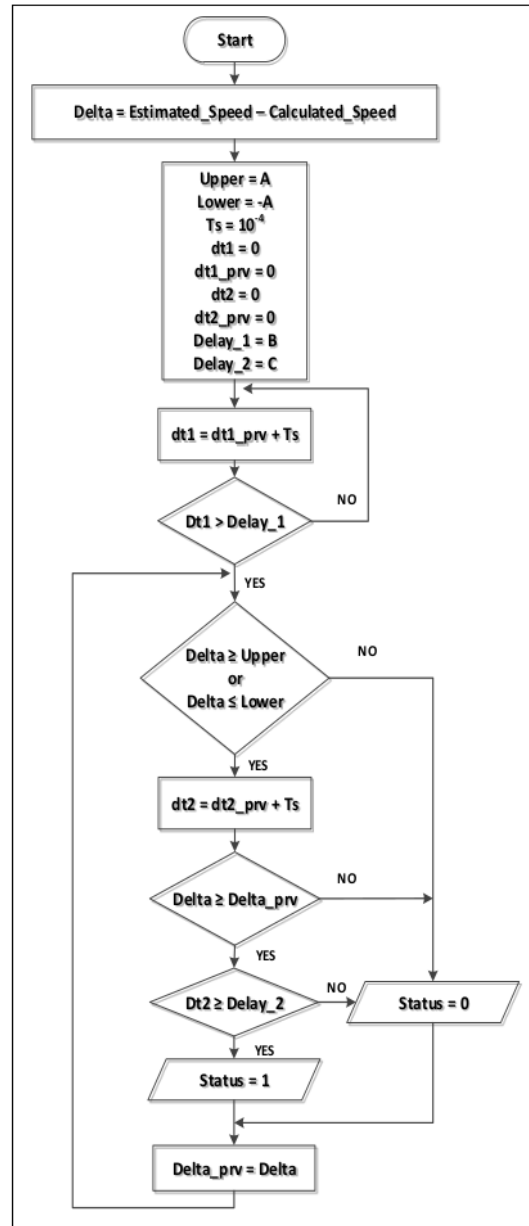 Start
Delta = Estimated_Speed – Calculated_Speed
Upper = A
Lower = -A
Ts = 10⁻⁴
dt1 = 0
dt1_prv = 0
dt2 = 0
dt2_prv = 0
Delay_1 = B
Delay_2 = C
dt1 = dt1_prv + Ts
NO
Dt1 > Delay_1
YES
Delta ≥ Upper
or
Delta ≤ Lower
NO
YES
dt2 = dt2_prv + Ts
Delta ≥ Delta_prv
NO
YES
Dt2 ≥ Delay_2
NO
Status = 0
YES
Status = 1
Delta_prv = Delta